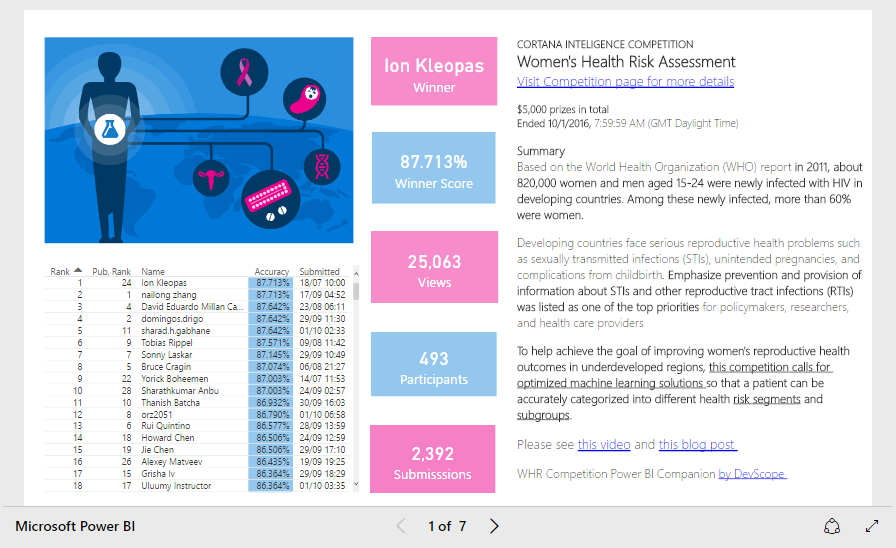 Ion Kleopas
Winner
87.713%
Winner Score
25,063
Views
493
Participants
2,392
Submisssions
CORTANA INTELIGENCE COMPETITION
Women's Health Risk Assessment
Visit Competition page for more details
$5,000 prizes in total
Ended 10/1/2016, 7:59:59 AM (GMT Daylight Time)
Summary
Based on the World Health Organization (WHO) report in 2011, about
820,000 women and men aged 15-24 were newly infected with HIV in
developing countries. Among these newly infected, more than 60%
were women.
Developing countries face serious reproductive health problems such
as sexually transmitted infections (STIs), unintended pregnancies, and
complications from childbirth. Emphasize prevention and provision of
information about STIs and other reproductive tract infections (RTIs)
was listed as one of the top priorities for policymakers, researchers,
and health care providers
To help achieve the goal of improving women's reproductive health
outcomes in underdeveloped regions, this competition calls for
optimized machine learning solutions so that a patient can be
accurately categorized into different health risk segments and
subgroups.
Please see this video and this blog post
WHR Competition Power BI Companion by DevScope
Rank Pub. Rank Name Accuracy Submitted
1 24 Ion Kleopas 87.713% 18/07 10:00
2 1 nailong zhang 87.713% 17/09 04:52
3 4 David Eduardo Millan Ca... 87.642% 23/08 06:11
4 2 domingos.drigo 87.642% 29/09 11:30
5 11 sharad.h.gabhane 87.642% 01/10 02:33
6 9 Tobias Rippel 87.571% 09/08 11:42
7 7 Sonny Laskar 87.145% 29/09 10:49
8 5 Bruce Cragin 87.074% 06/08 21:27
9 22 Yorick Boheemen 87.003% 14/07 11:53
10 28 Sharathkumar Anbu 87.003% 24/09 02:57
11 10 Thanish Batcha 86.932% 30/09 16:03
12 8 orz2051 86.790% 01/10 06:58
13 6 Rui Quintino 86.577% 28/09 13:59
14 18 Howard Chen 86.506% 24/09 12:59
15 19 Jie Chen 86.506% 29/09 17:10
16 26 Alexey Matveev 86.435% 19/09 19:25
17 15 Grisha Iv 86.364% 29/09 18:29
18 17 Uluumy Instructor 86.364% 01/10 03:35
Microsoft Power BI
1 of 7